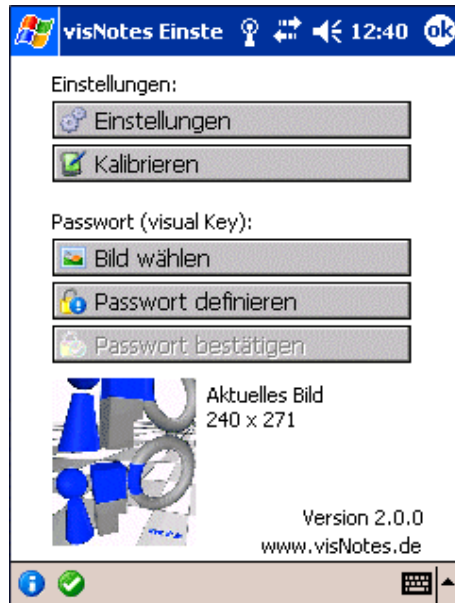 visNotes Einste 12:40 ok
Einstellungen:
Einstellungen
Kalibrieren
Passwort (visual Key):
Bild wählen
Passwort definieren
Passwort bestätigen
Aktuelles Bild
240 x 271
Version 2.0.0
www.visNotes.de